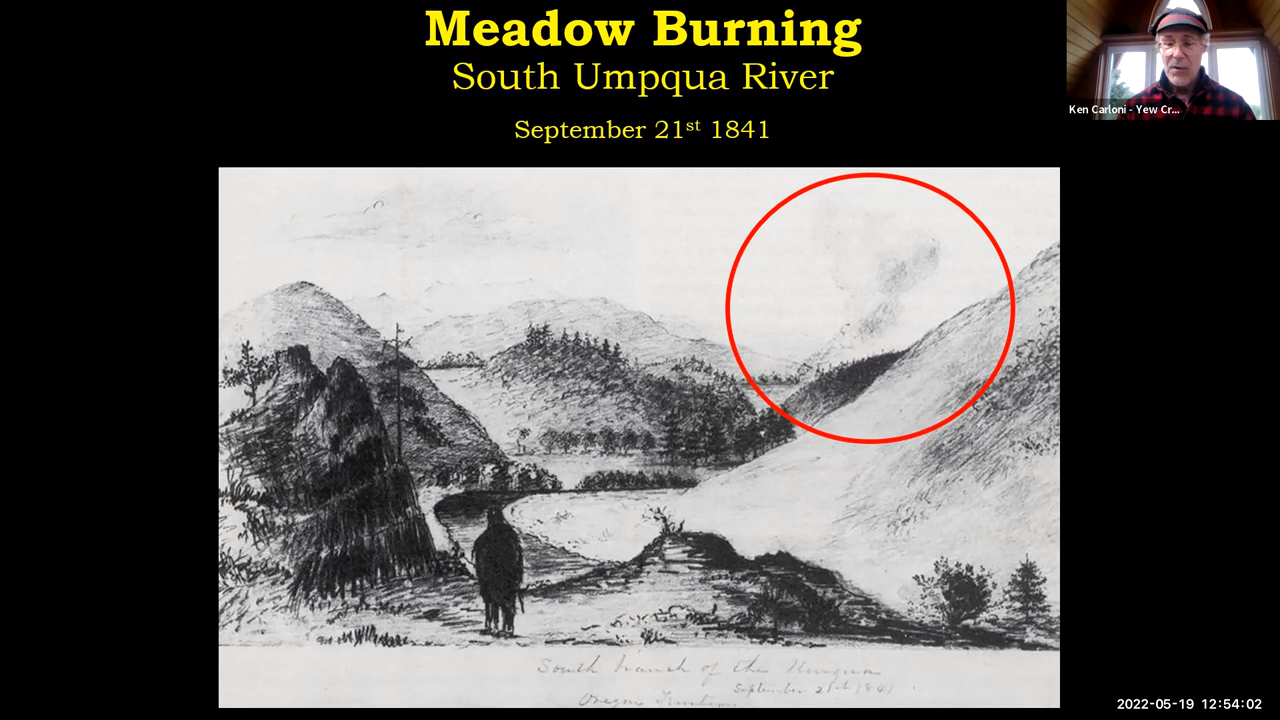 Meadow Burning
South Umpqua River
September 21st 1841
Ken Carloni - Yew Cr...
South branch of the Umpqua
September 21st 1841
Oregon
2022-05-19 12:54:02